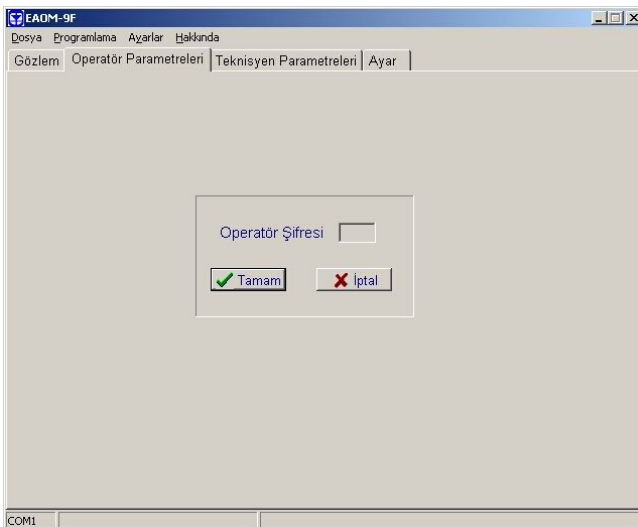 EAOM-9F
Dosya Programlama Ayarlar Hakkında
Gözlem Operatör Parametreleri Teknisyen Parametreleri Ayar
Operatör Şifresi
Tamam İptal
COM1